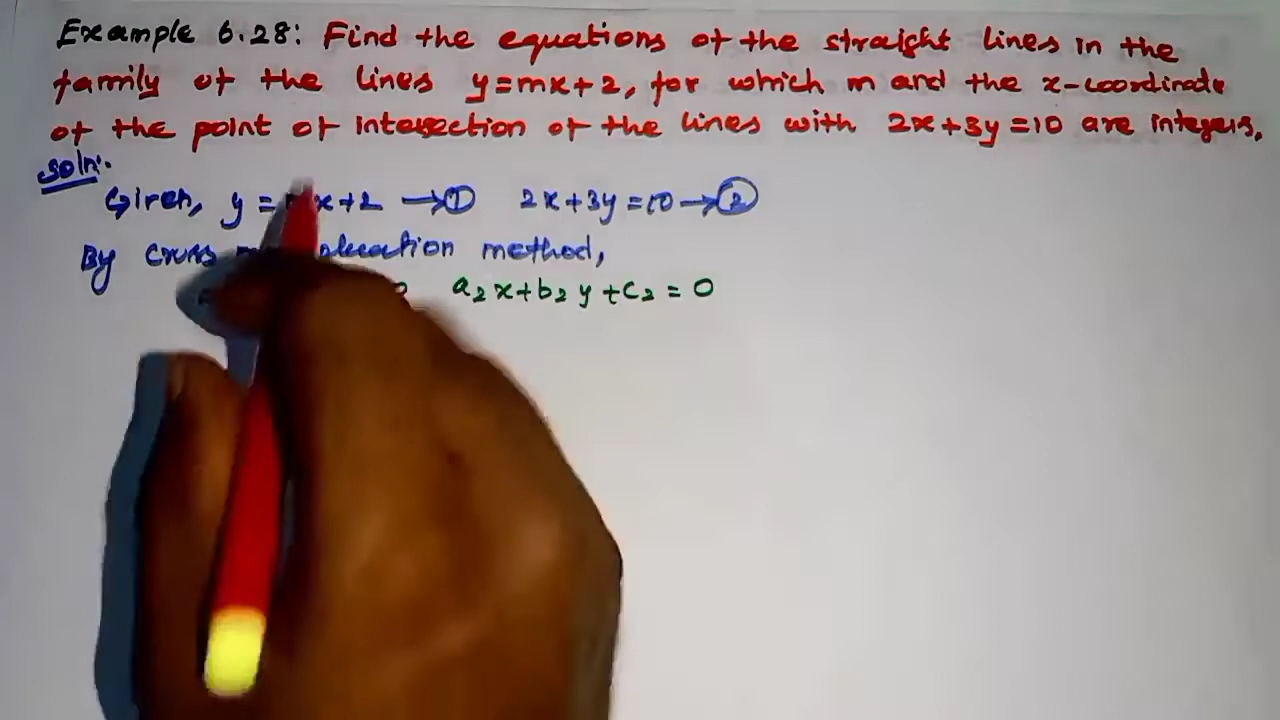 Example 6.28: Find the equations of the straight lines in the
family of the lines y=mx+2, for which m and the x-coordinate
of the point of intersection of the lines with 2x+3y=10 are integers.
Soln:
Given, y = x+2 → ① 2x+3y=10 → ②
By cross method,
a₂x+b₂y+c₂=0